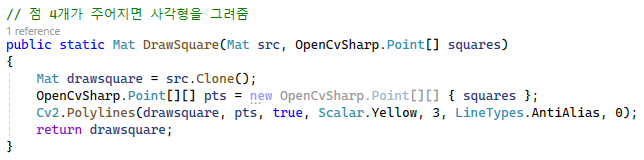 // 점 4개가 주어지면 사각형을 그려줌
1 reference
public static Mat DrawSquare(Mat src, OpenCvSharp.Point[] squares)
{
    Mat drawsquare = src.Clone();
    OpenCvSharp.Point[][] pts = new OpenCvSharp.Point[][] { squares };
    Cv2.Polylines(drawsquare, pts, true, Scalar.Yellow, 3, LineTypes.AntiAlias, 0);
    return drawsquare;
}